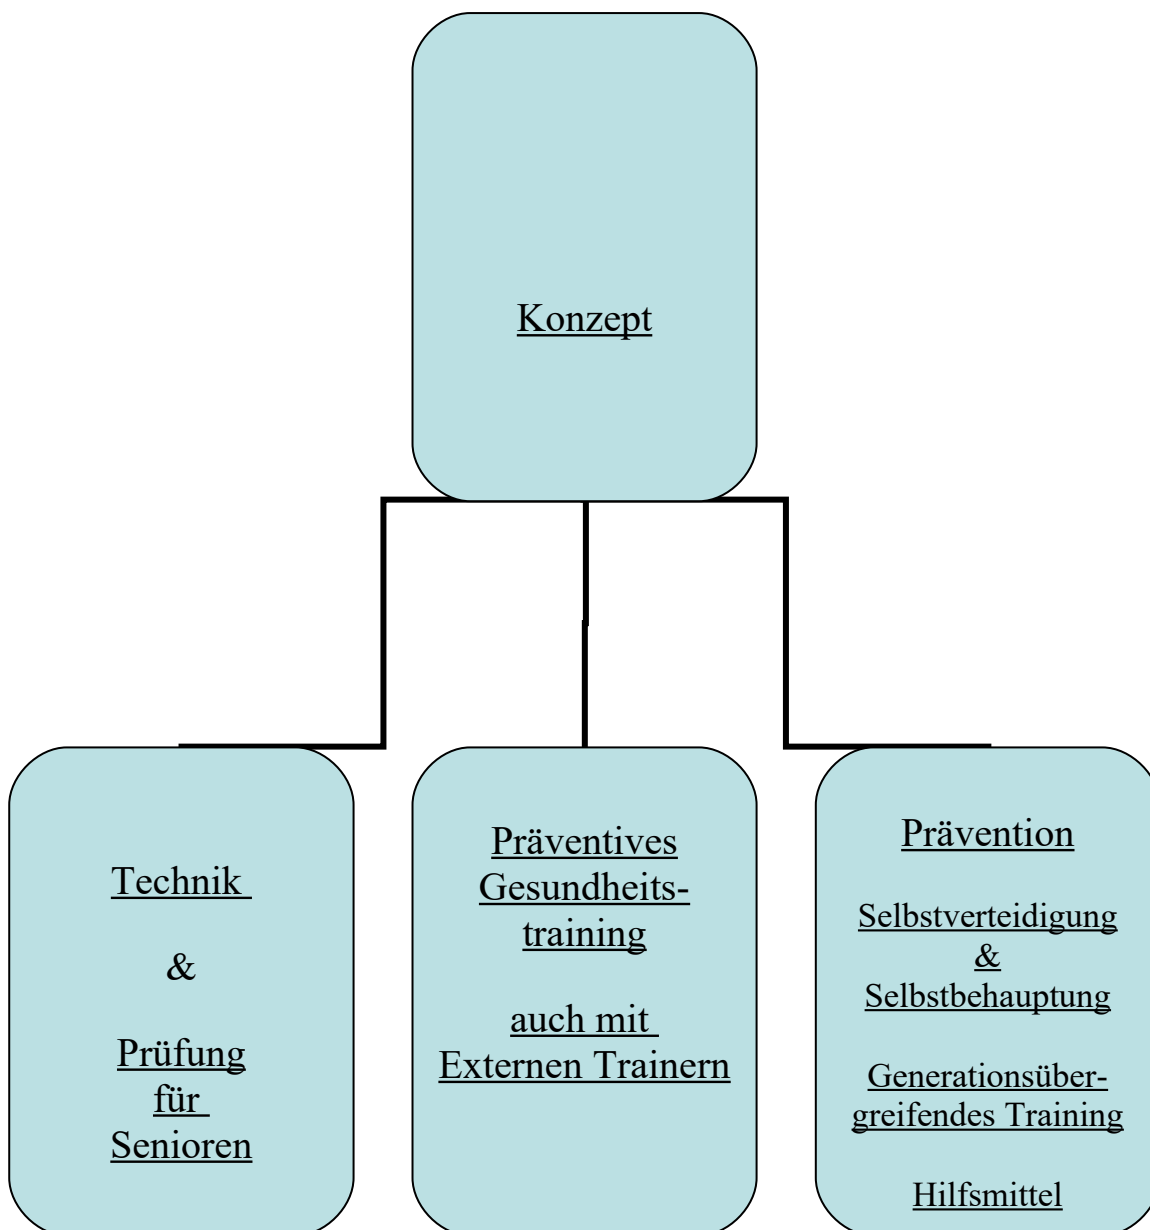 Konzept
Technik
&
Prüfung
für
Senioren
Präventives
Gesundheits-
training
auch mit
Externen Trainern
Prävention
Selbstverteidigung
&
Selbstbehauptung
Generationsüber-
greifendes Training
Hilfsmittel